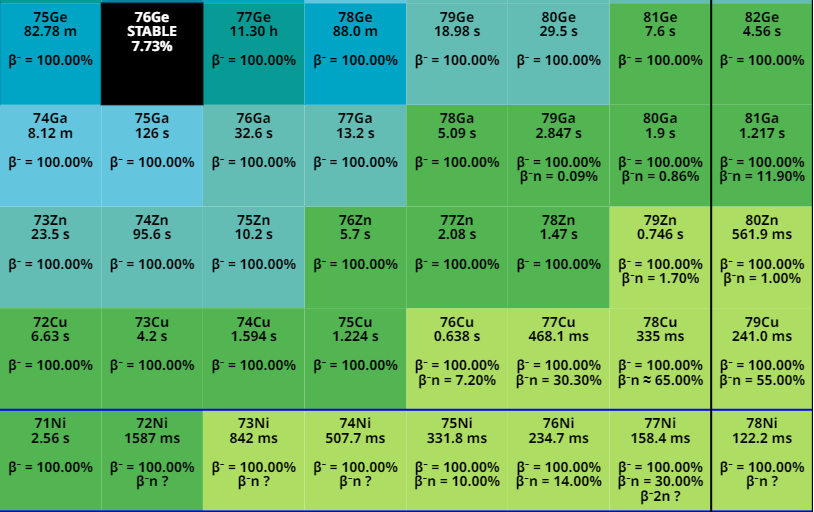 75Ge
82.78 m
β⁻ = 100.00%
76Ge
STABLE
7.73%
77Ge
11.30 h
β⁻ = 100.00%
78Ge
88.0 m
β⁻ = 100.00%
79Ge
18.98 s
β⁻ = 100.00%
80Ge
29.5 s
β⁻ = 100.00%
81Ge
7.6 s
β⁻ = 100.00%
82Ge
4.56 s
β⁻ = 100.00%
74Ga
8.12 m
β⁻ = 100.00%
75Ga
126 s
β⁻ = 100.00%
76Ga
32.6 s
β⁻ = 100.00%
77Ga
13.2 s
β⁻ = 100.00%
78Ga
5.09 s
β⁻ = 100.00%
79Ga
2.847 s
β⁻ = 100.00%
β⁻n = 0.09%
80Ga
1.9 s
β⁻ = 100.00%
β⁻n = 0.86%
81Ga
1.217 s
β⁻ = 100.00%
β⁻n = 11.90%
73Zn
23.5 s
β⁻ = 100.00%
74Zn
95.6 s
β⁻ = 100.00%
75Zn
10.2 s
β⁻ = 100.00%
76Zn
5.7 s
β⁻ = 100.00%
77Zn
2.08 s
β⁻ = 100.00%
78Zn
1.47 s
β⁻ = 100.00%
79Zn
0.746 s
β⁻ = 100.00%
β⁻n = 1.70%
80Zn
561.9 ms
β⁻ = 100.00%
β⁻n = 1.00%
72Cu
6.63 s
β⁻ = 100.00%
73Cu
4.2 s
β⁻ = 100.00%
74Cu
1.594 s
β⁻ = 100.00%
75Cu
1.224 s
β⁻ = 100.00%
76Cu
0.638 s
β⁻ = 100.00%
β⁻n = 7.20%
77Cu
468.1 ms
β⁻ = 100.00%
β⁻n = 30.30%
78Cu
335 ms
β⁻ = 100.00%
β⁻n ≈ 65.00%
79Cu
241.0 ms
β⁻ = 100.00%
β⁻n = 55.00%
71Ni
2.56 s
β⁻ = 100.00%
72Ni
1587 ms
β⁻ = 100.00%
β⁻n ?
73Ni
842 ms
β⁻ = 100.00%
β⁻n ?
74Ni
507.7 ms
β⁻ = 100.00%
β⁻n ?
75Ni
331.8 ms
β⁻ = 100.00%
β⁻n = 10.00%
76Ni
234.7 ms
β⁻ = 100.00%
β⁻n = 14.00%
77Ni
158.4 ms
β⁻ = 100.00%
β⁻n = 30.00%
β⁻2n ?
78Ni
122.2 ms
β⁻ = 100.00%
β⁻n ?